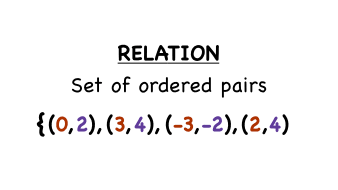 RELATION
Set of ordered pairs
{(0,2),(3,4),(-3,-2),(2,4)